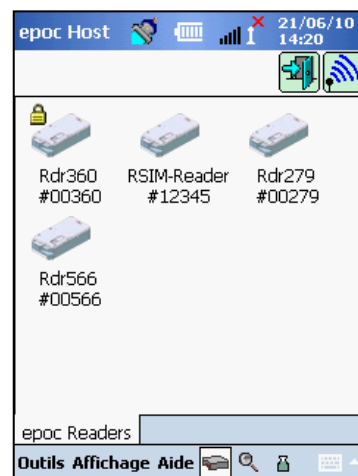 epoc Host 21/06/10
14:20
Rdr360 RSIM-Reader Rdr279
#00360 #12345 #00279
Rdr566
#00566
epoc Readers
Outils Affichage Aide